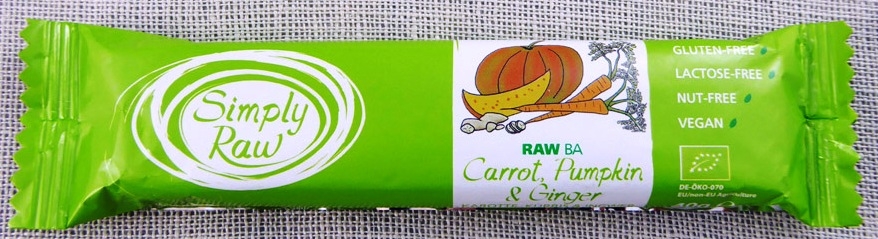 Simply
Raw
RAW BA
Carrot, Pumpkin
& Ginger
GLUTEN-FREE
LACTOSE-FREE
NUT-FREE
VEGAN
DE-ÖKO-070
EU/non-EU Agriculture